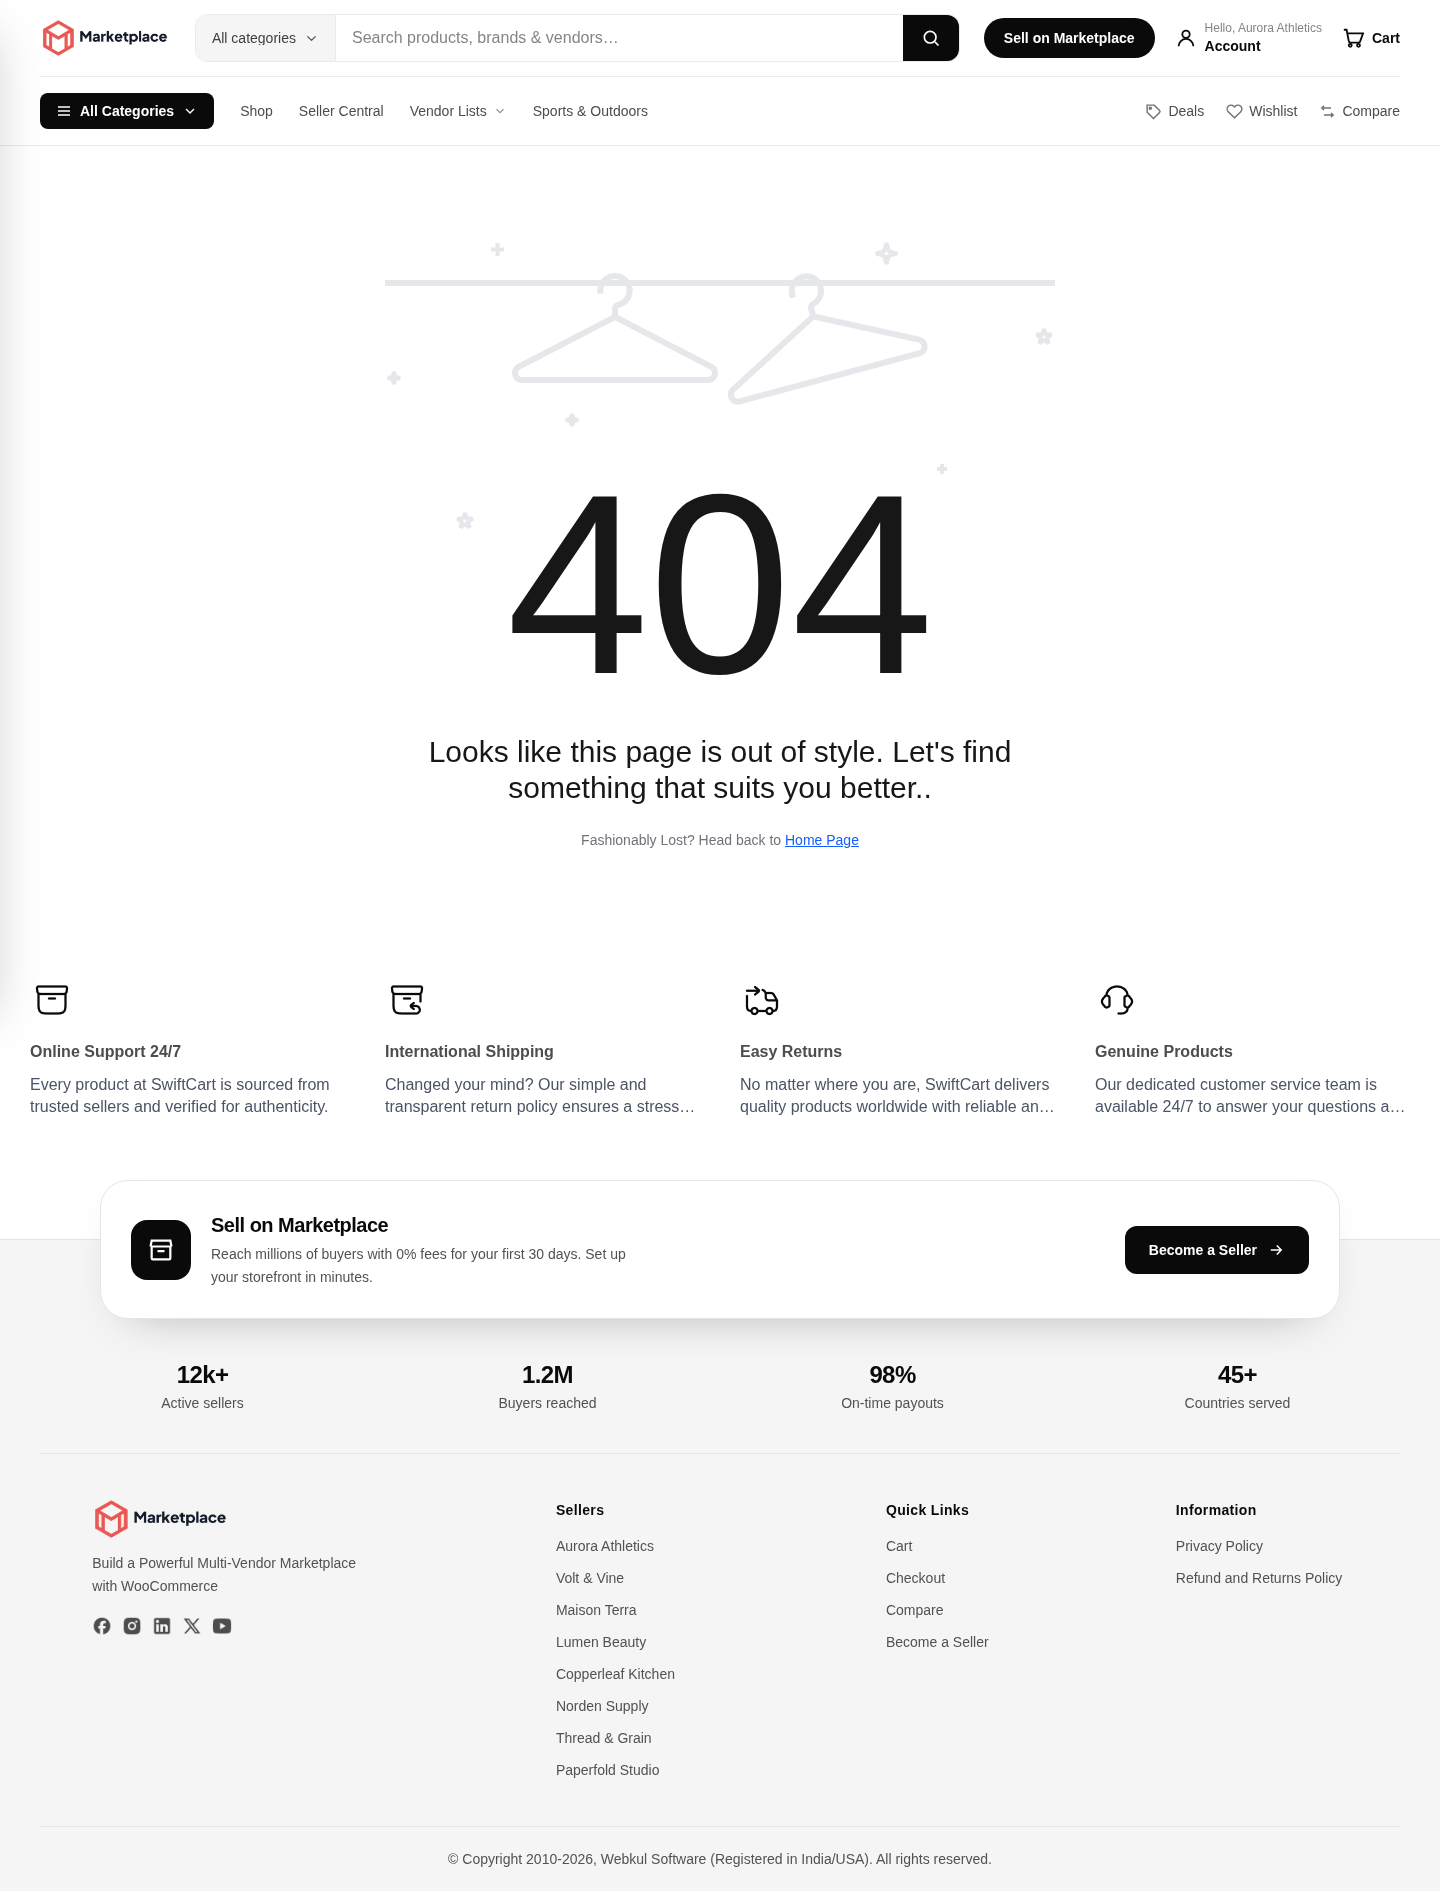 Marketplace
All categories
Search products, brands & vendors…
Sell on Marketplace
Hello, Aurora Athletics
Account
Cart
All Categories
Shop
Seller Central
Vendor Lists
Sports & Outdoors
Deals
Wishlist
Compare
404
Looks like this page is out of style. Let's find
something that suits you better..
Fashionably Lost? Head back to Home Page
Online Support 24/7
Every product at SwiftCart is sourced from
trusted sellers and verified for authenticity.
International Shipping
Changed your mind? Our simple and
transparent return policy ensures a stress…
Easy Returns
No matter where you are, SwiftCart delivers
quality products worldwide with reliable an…
Genuine Products
Our dedicated customer service team is
available 24/7 to answer your questions a…
Sell on Marketplace
Reach millions of buyers with 0% fees for your first 30 days. Set up
your storefront in minutes.
Become a Seller
12k+
Active sellers
1.2M
Buyers reached
98%
On-time payouts
45+
Countries served
Marketplace
Build a Powerful Multi-Vendor Marketplace
with WooCommerce
Sellers
Aurora Athletics
Volt & Vine
Maison Terra
Lumen Beauty
Copperleaf Kitchen
Norden Supply
Thread & Grain
Paperfold Studio
Quick Links
Cart
Checkout
Compare
Become a Seller
Information
Privacy Policy
Refund and Returns Policy
© Copyright 2010-2026, Webkul Software (Registered in India/USA). All rights reserved.